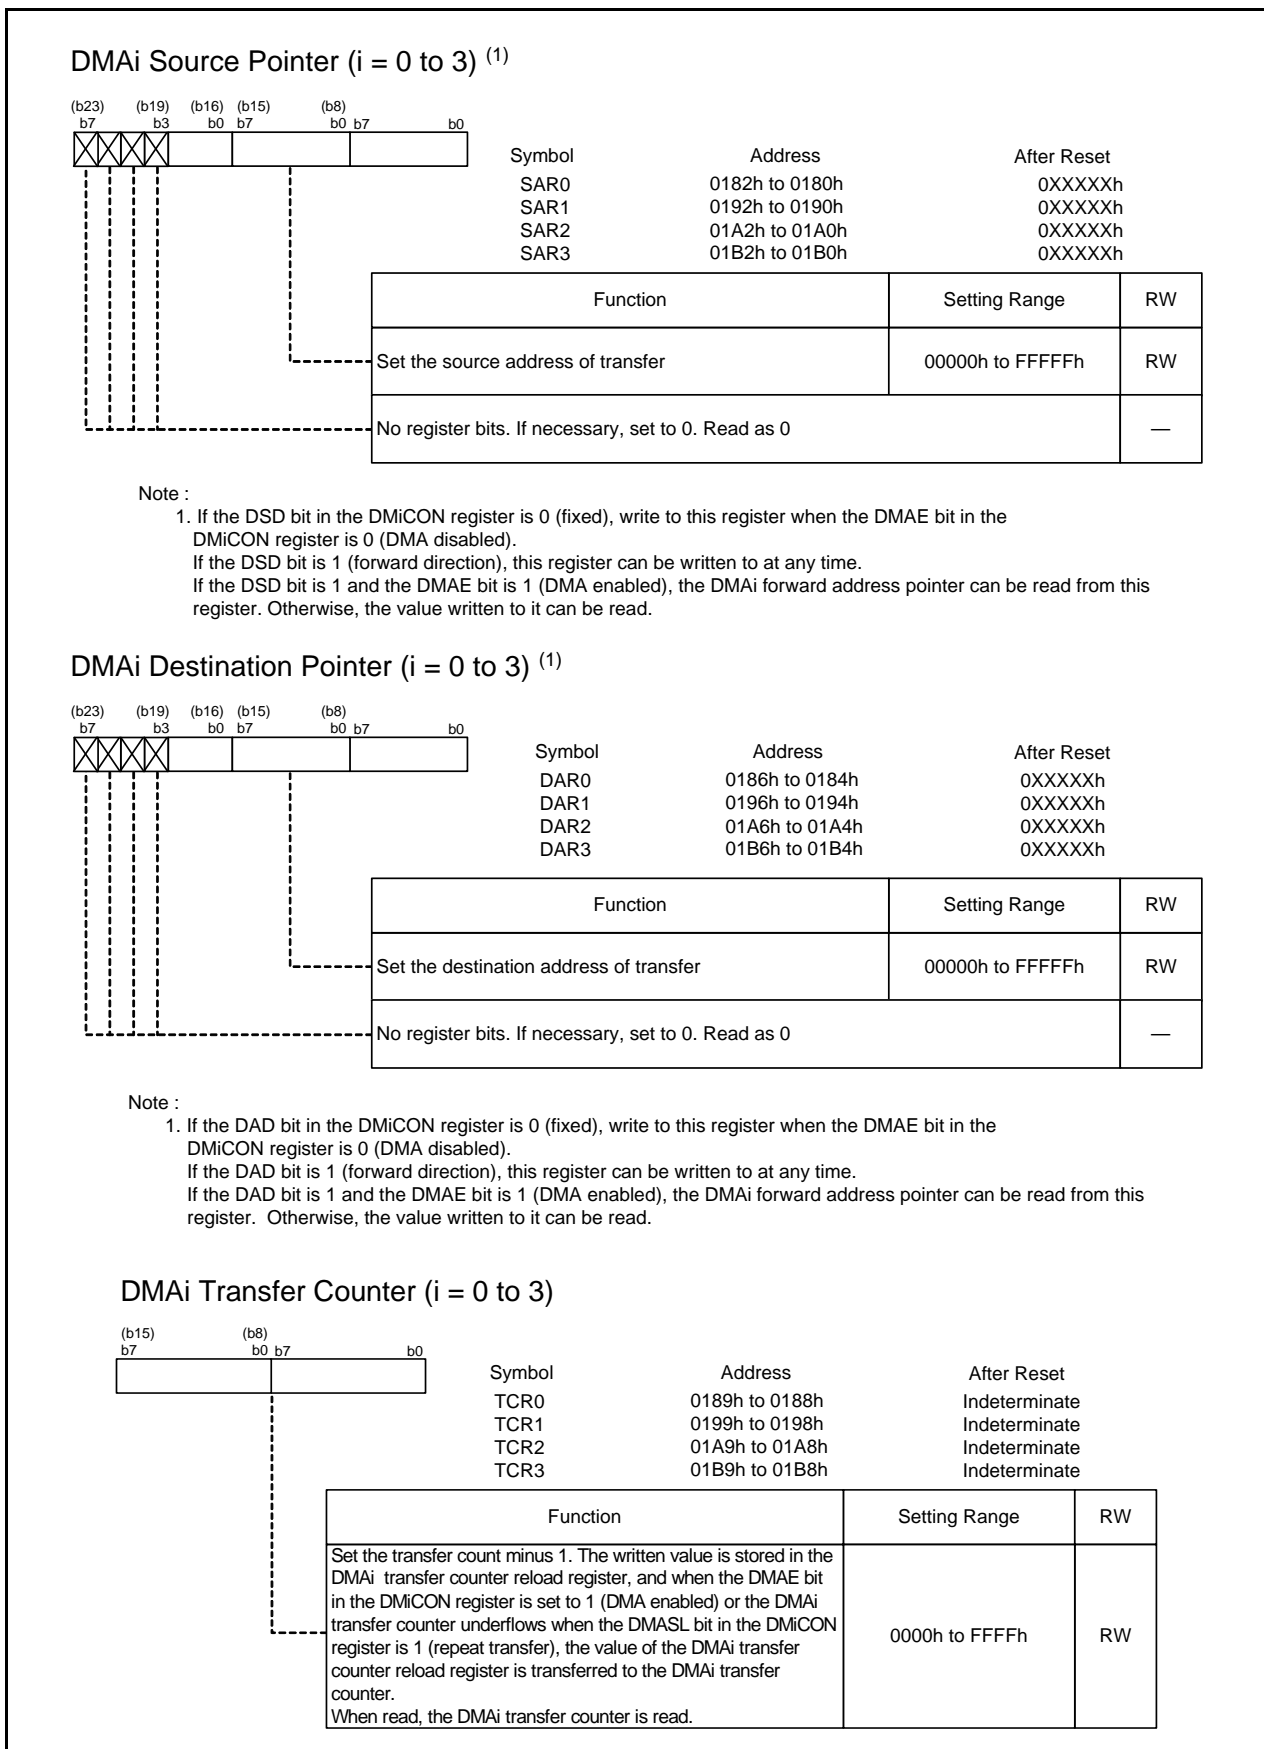 DMAi Source Pointer (i = 0 to 3) (1)
(b23) (b19) (b16) (b15) (b8)
b7 b3 b0 b7 b0 b7 b0
Symbol Address After Reset
SAR0 0182h to 0180h 0XXXXXh
SAR1 0192h to 0190h 0XXXXXh
SAR2 01A2h to 01A0h 0XXXXXh
SAR3 01B2h to 01B0h 0XXXXXh
Function Setting Range RW
Set the source address of transfer 00000h to FFFFFh RW
No register bits. If necessary, set to 0. Read as 0 —
Note :
1. If the DSD bit in the DMiCON register is 0 (fixed), write to this register when the DMAE bit in the
DMiCON register is 0 (DMA disabled).
If the DSD bit is 1 (forward direction), this register can be written to at any time.
If the DSD bit is 1 and the DMAE bit is 1 (DMA enabled), the DMAi forward address pointer can be read from this
register. Otherwise, the value written to it can be read.
DMAi Destination Pointer (i = 0 to 3) (1)
(b23) (b19) (b16) (b15) (b8)
b7 b3 b0 b7 b0 b7 b0
Symbol Address After Reset
DAR0 0186h to 0184h 0XXXXXh
DAR1 0196h to 0194h 0XXXXXh
DAR2 01A6h to 01A4h 0XXXXXh
DAR3 01B6h to 01B4h 0XXXXXh
Function Setting Range RW
Set the destination address of transfer 00000h to FFFFFh RW
No register bits. If necessary, set to 0. Read as 0 —
Note :
1. If the DAD bit in the DMiCON register is 0 (fixed), write to this register when the DMAE bit in the
DMiCON register is 0 (DMA disabled).
If the DAD bit is 1 (forward direction), this register can be written to at any time.
If the DAD bit is 1 and the DMAE bit is 1 (DMA enabled), the DMAi forward address pointer can be read from this
register. Otherwise, the value written to it can be read.
DMAi Transfer Counter (i = 0 to 3)
(b15) (b8)
b7 b0 b7 b0
Symbol Address After Reset
TCR0 0189h to 0188h Indeterminate
TCR1 0199h to 0198h Indeterminate
TCR2 01A9h to 01A8h Indeterminate
TCR3 01B9h to 01B8h Indeterminate
Function Setting Range RW
Set the transfer count minus 1. The written value is stored in the
DMAi transfer counter reload register, and when the DMAE bit
in the DMiCON register is set to 1 (DMA enabled) or the DMAi
transfer counter underflows when the DMASL bit in the DMiCON
register is 1 (repeat transfer), the value of the DMAi transfer 0000h to FFFFh RW
counter reload register is transferred to the DMAi transfer
counter.
When read, the DMAi transfer counter is read.